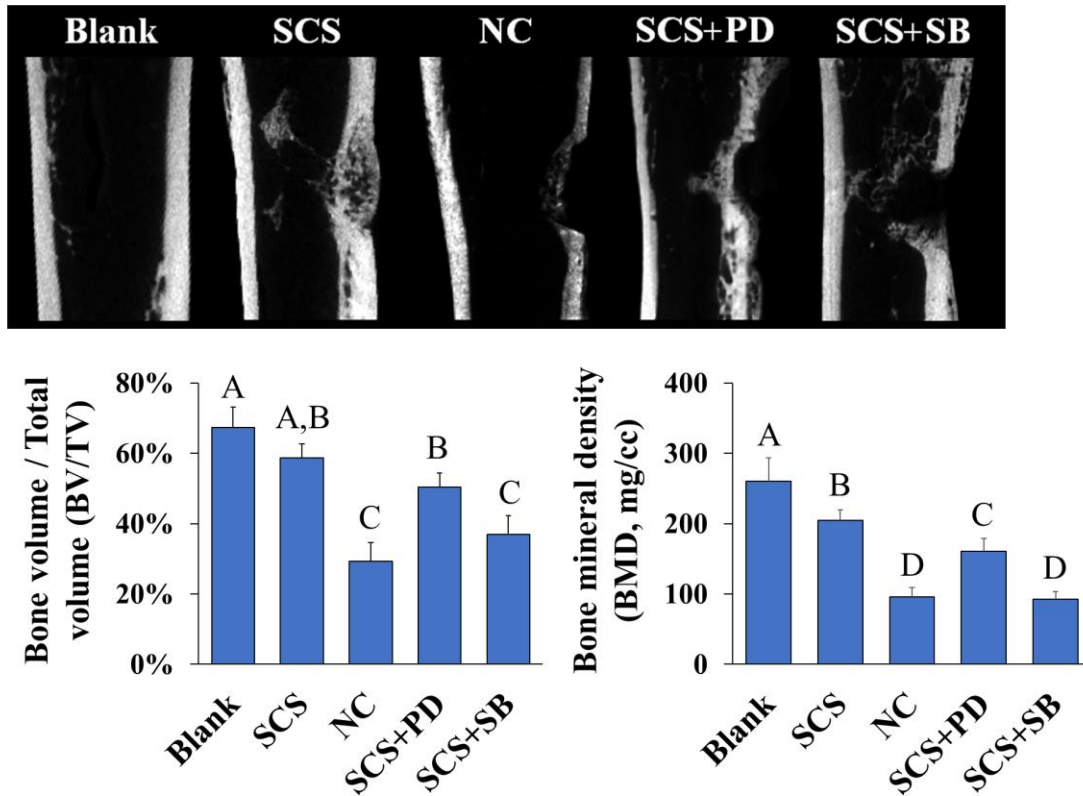 Blank SCS NC SCS+PD SCS+SB
Bone volume / Total
volume (BV/TV)
80%
60%
40%
20%
0%
A
A,B
C
B
C
Blank
SCS
NC
SCS+PD
SCS+SB
Bone mineral density
(BMD, mg/cc)
400
300
200
100
0
A
B
D
C
D
Blank
SCS
NC
SCS+PD
SCS+SB